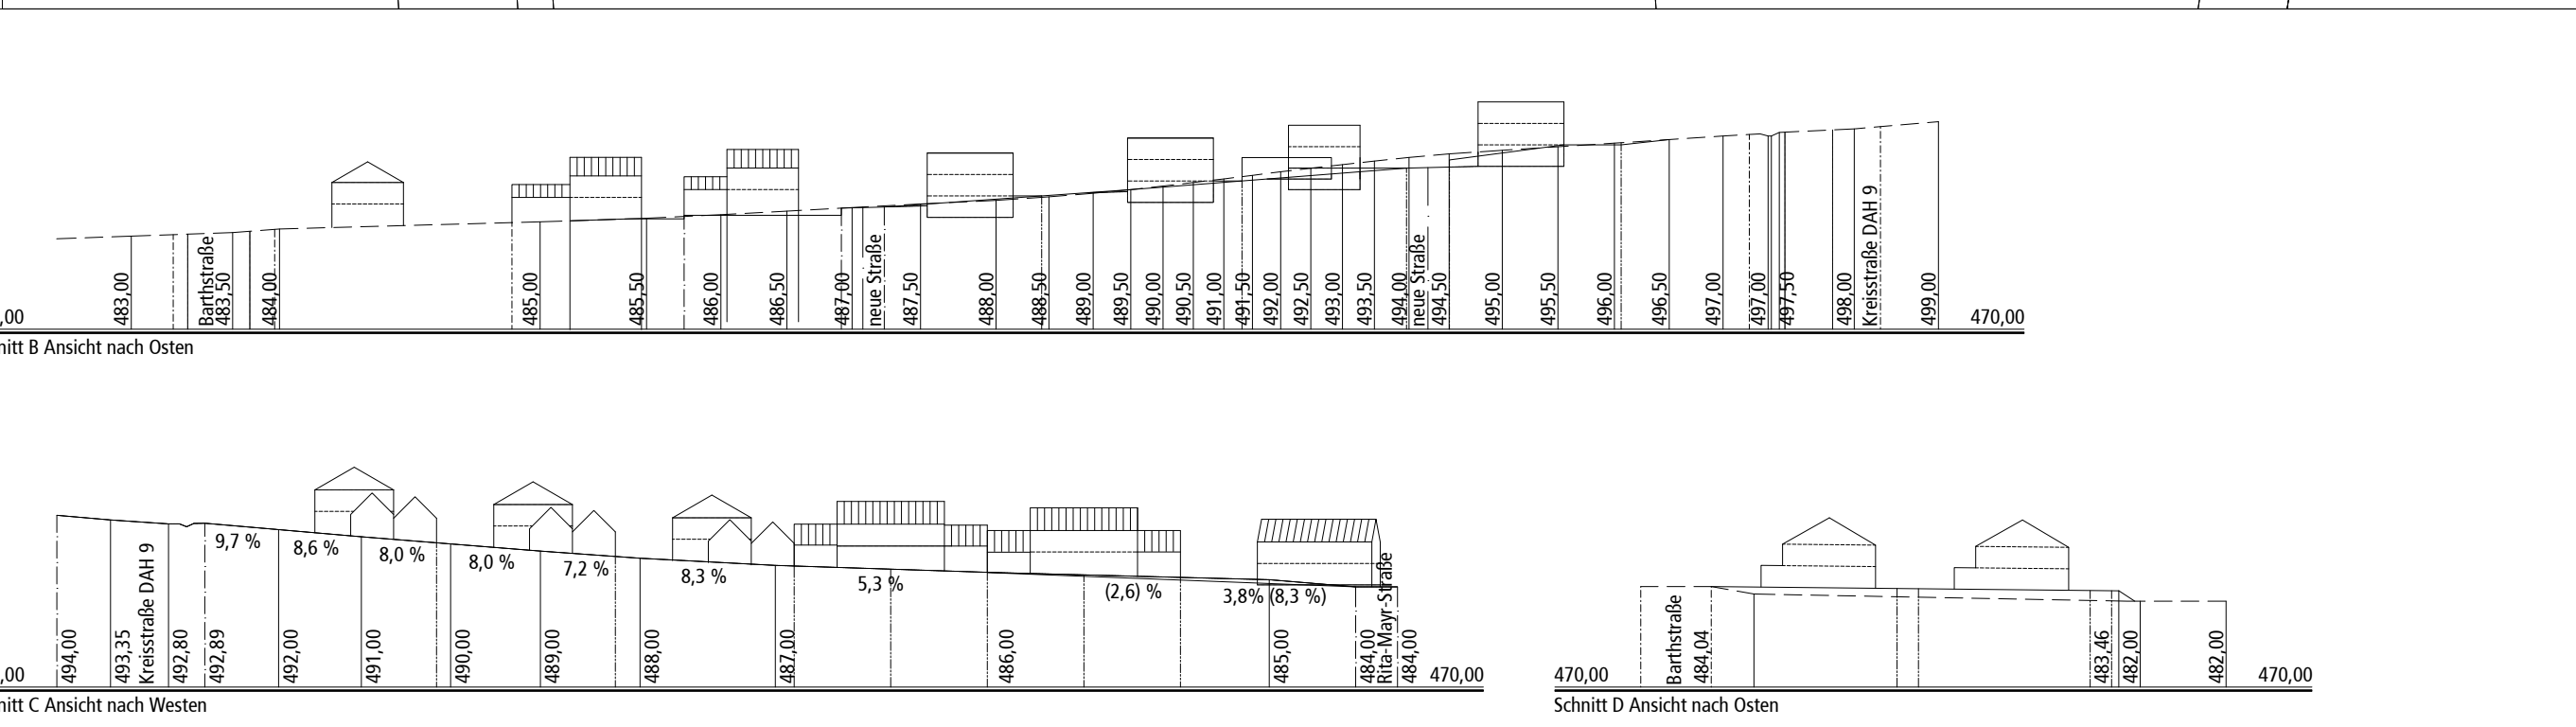 Barthstraße
neue Straße
neue Straße
Kreisstraße DAH 9
,00 483,00 483,50 484,00 485,00 485,50 486,00 486,50 487,00 487,50 488,00 488,50 489,00 489,50 490,00 490,50 491,00 491,50 492,00 492,50 493,00 493,50 494,00 494,50 495,00 495,50 496,00 496,50 497,00 497,00 497,50 498,00 499,00 470,00
nitt B Ansicht nach Osten
9,7 % 8,6 % 8,0 % 8,0 % 7,2 % 8,3 % 5,3 % (2,6) % 3,8% (8,3 %)
Kreisstraße DAH 9
Rita-Mayr-Straße
,00 494,00 493,35 492,80 492,89 492,00 491,00 490,00 489,00 488,00 487,00 486,00 485,00 484,00 484,00 470,00
nitt C Ansicht nach Westen
Barthstraße
470,00 484,04 483,46 482,00 482,00 470,00
Schnitt D Ansicht nach Osten